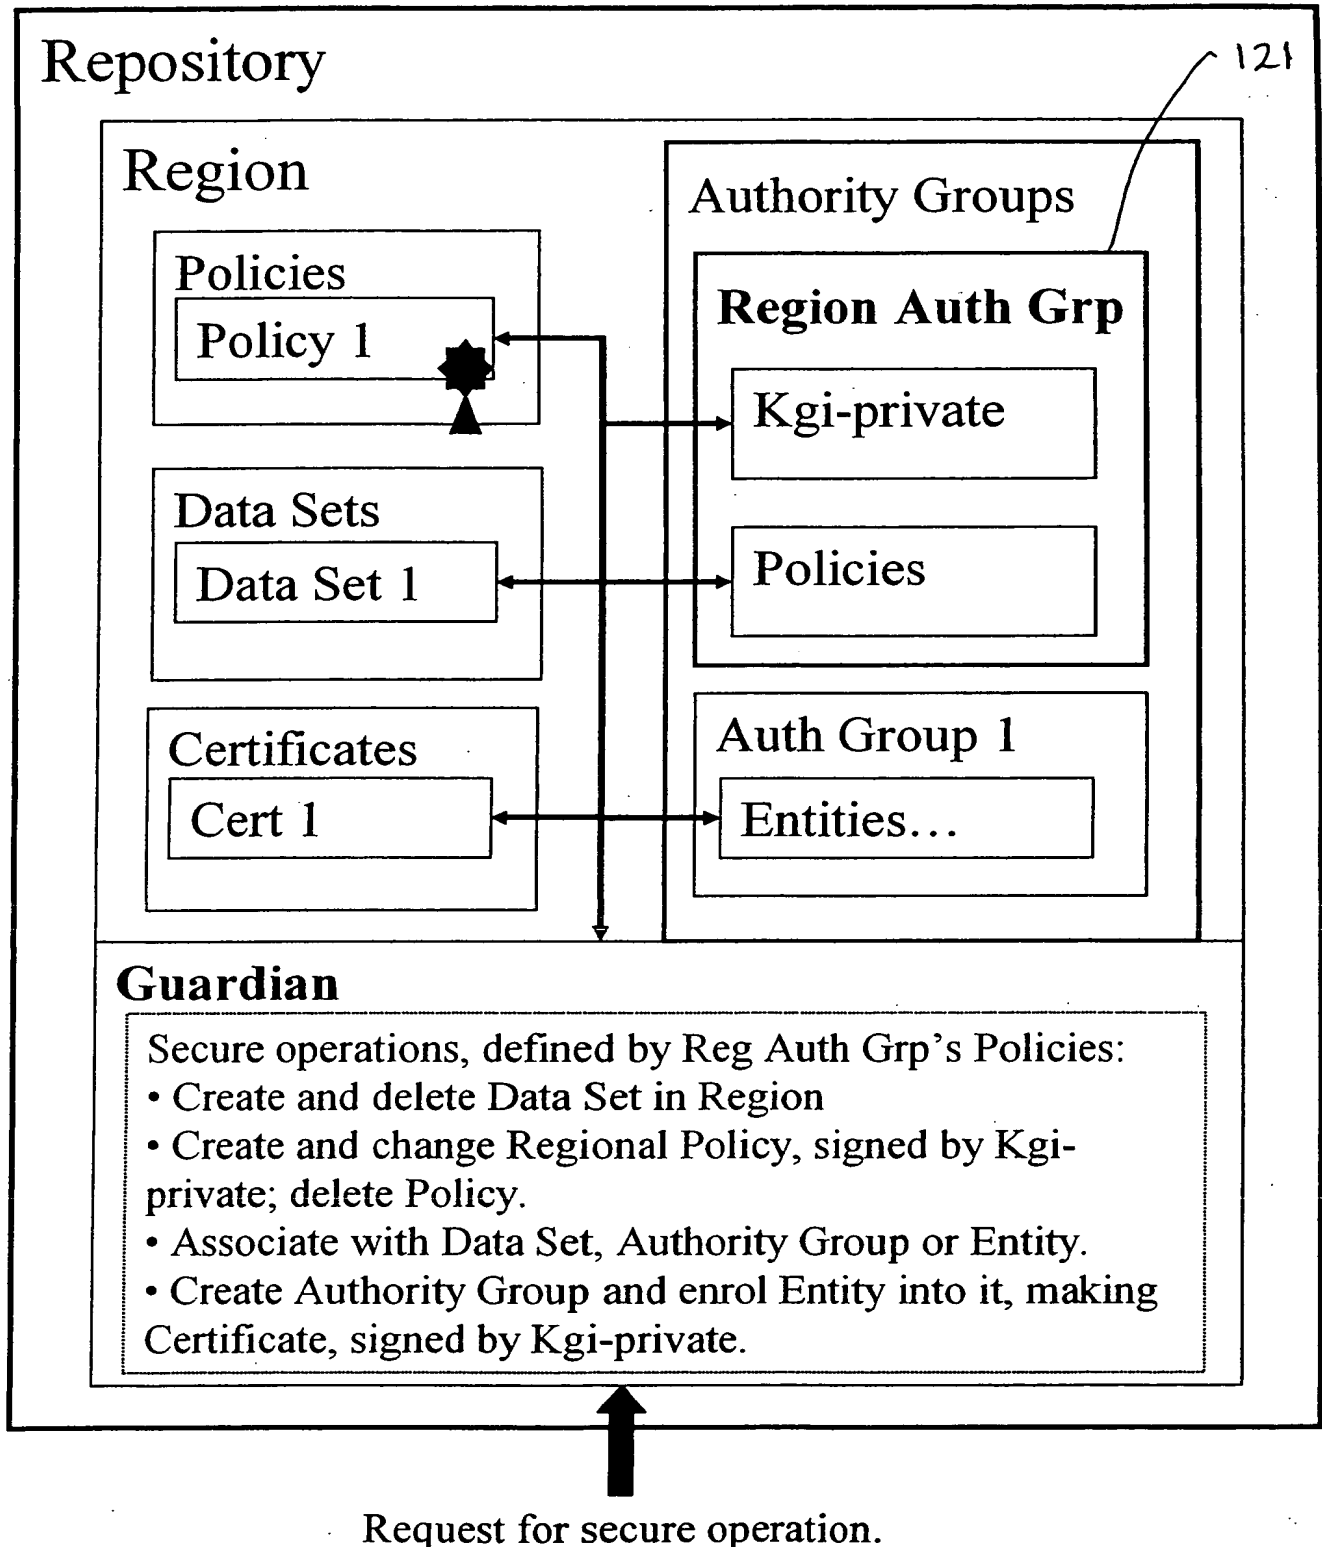 Repository
121
Region
Authority Groups
Policies
Policy 1
Region Auth Grp
Kgi-private
Data Sets
Data Set 1
Policies
Certificates
Cert 1
Auth Group 1
Entities…
Guardian
Secure operations, defined by Reg Auth Grp's Policies:
• Create and delete Data Set in Region
• Create and change Regional Policy, signed by Kgi-
private; delete Policy.
• Associate with Data Set, Authority Group or Entity.
• Create Authority Group and enrol Entity into it, making
Certificate, signed by Kgi-private.
Request for secure operation.